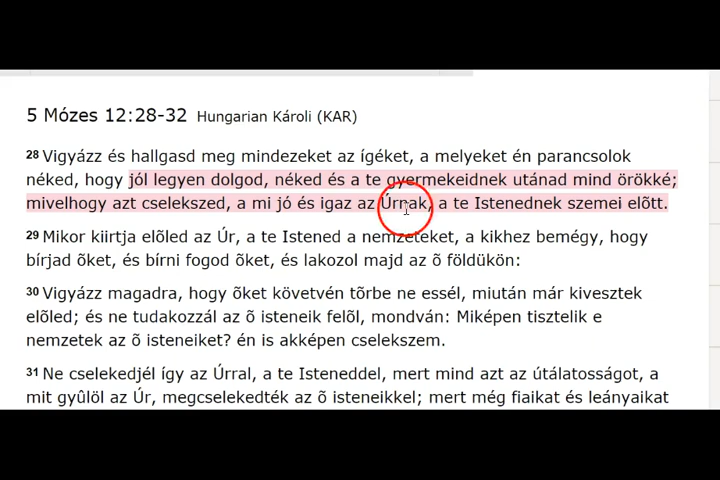 5 Mózes 12:28-32 Hungarian Károli (KAR)
28 Vigyázz és hallgasd meg mindezeket az ígéket, a melyeket én parancsolok
néked, hogy jól legyen dolgod, néked és a te gyermekeidnek utánad mind örökké;
mivelhogy azt cselekszed, a mi jó és igaz az Úrnak, a te Istenednek szemei elõtt.
29 Mikor kiirtja elõled az Úr, a te Istened a nemzeteket, a kikhez bemégy, hogy
bírjad õket, és bírni fogod õket, és lakozol majd az õ földükön:
30 Vigyázz magadra, hogy õket követvén tõrbe ne essél, miután már kivesztek
elõled; és ne tudakozzál az õ isteneik felõl, mondván: Miképen tisztelik e
nemzetek az õ isteneiket? én is akképen cselekszem.
31 Ne cselekedjél így az Úrral, a te Isteneddel, mert mind azt az útálatosságot, a
mit gyûlöl az Úr, megcselekedték az õ isteneikkel; mert még fiaikat és leányaikat